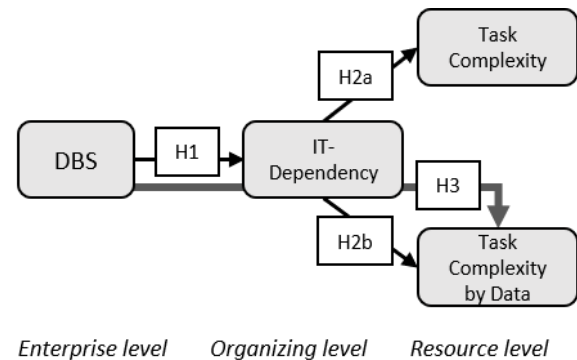 Task
Complexity
H2a
DBS
H1
IT-
Dependency
H3
H2b
Task
Complexity
by Data
Enterprise level Organizing level Resource level